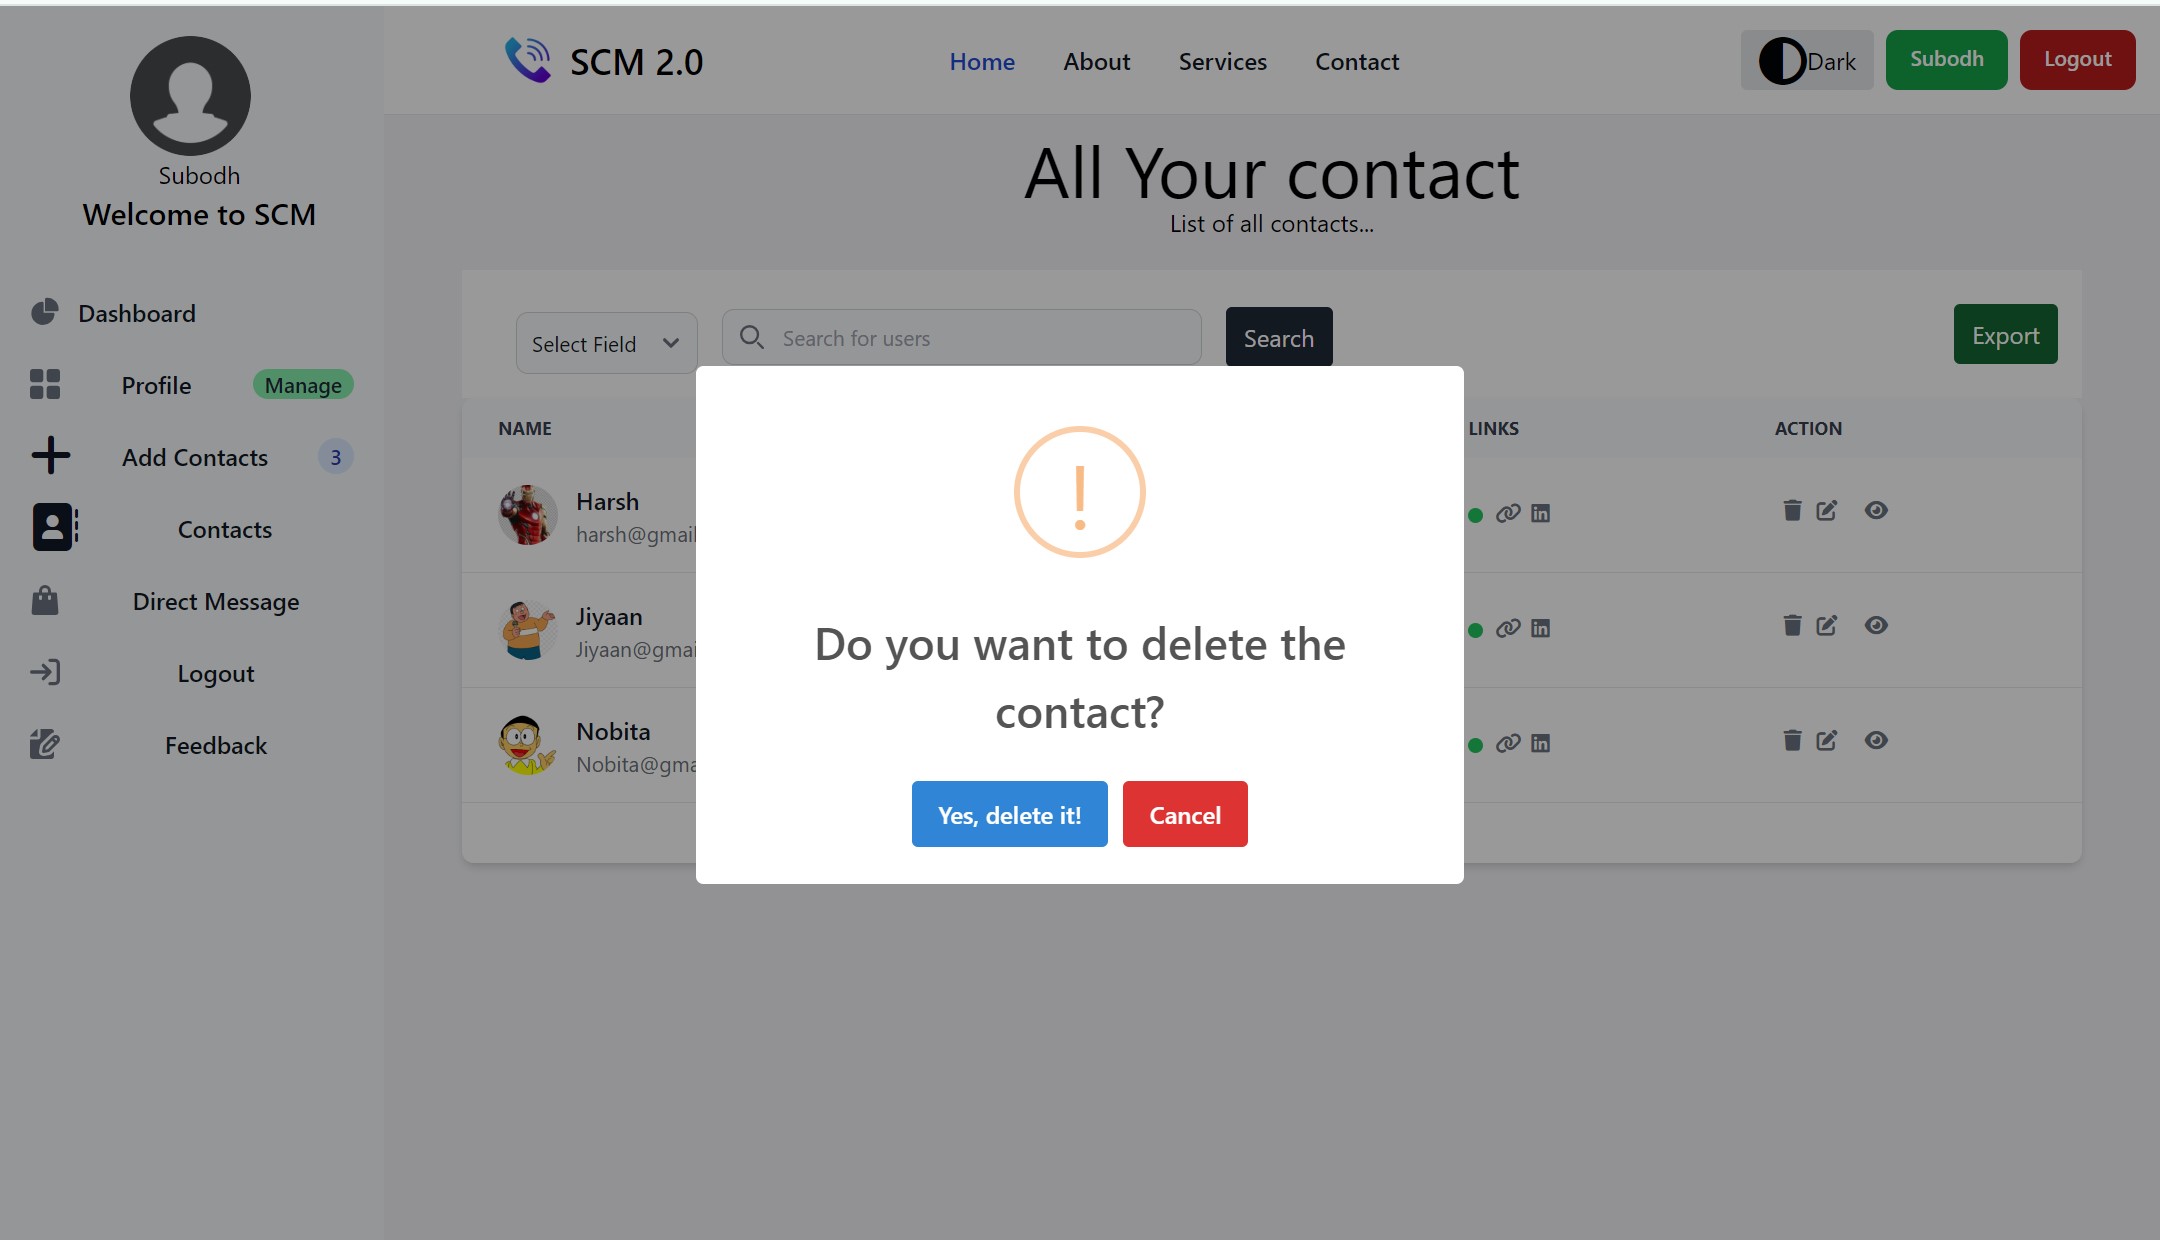 SCM 2.0
Home
About
Services
Contact
Dark
Subodh
Logout
Subodh
Welcome to SCM
Dashboard
Profile
Manage
Add Contacts
3
Contacts
Direct Message
Logout
Feedback
All Your contact
List of all contacts...
Select Field
Search for users
Search
Export
NAME
LINKS
ACTION
Harsh
harsh@gmail
Jiyaan
Jiyaan@gmai
Nobita
Nobita@gma
Do you want to delete the
contact?
Yes, delete it!
Cancel